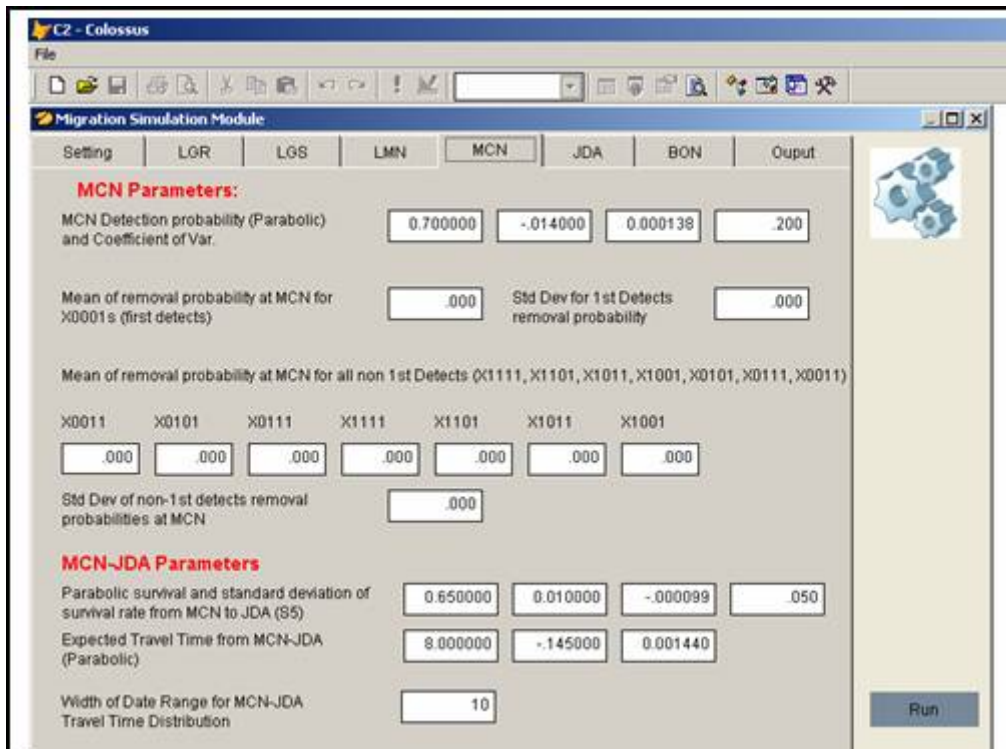 C2 - Colossus
File
Migration Simulation Module
Setting LGR LGS LMN MCN JDA BON Ouput
MCN Parameters:
MCN Detection probability (Parabolic)
and Coefficient of Var.
0.700000 -.014000 0.000138 .200
Mean of removal probability at MCN for
X0001s (first detects)
.000
Std Dev for 1st Detects
removal probability
.000
Mean of removal probability at MCN for all non 1st Detects (X1111, X1101, X1011, X1001, X0101, X0111, X0011)
X0011 X0101 X0111 X1111 X1101 X1011 X1001
.000 .000 .000 .000 .000 .000 .000
Std Dev of non-1st detects removal
probabilities at MCN
.000
MCN-JDA Parameters
Parabolic survival and standard deviation of
survival rate from MCN to JDA (S5)
0.650000 0.010000 -.000099 .050
Expected Travel Time from MCN-JDA
(Parabolic)
8.000000 -.145000 0.001440
Width of Date Range for MCN-JDA
Travel Time Distribution
10
Run